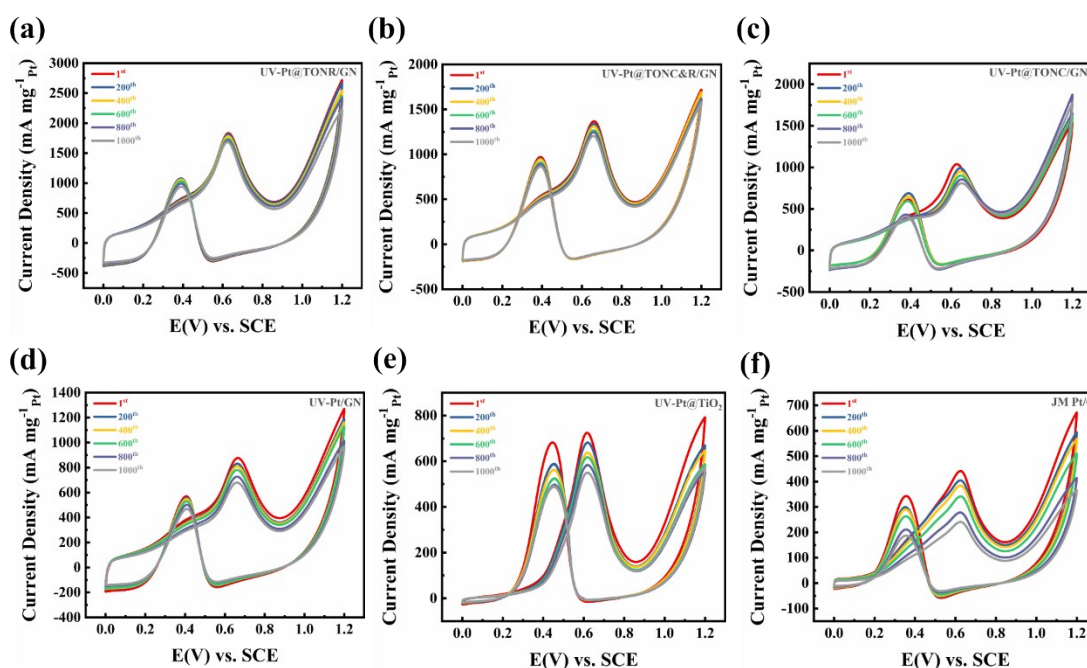 (a)
UV-Pt@TONR/GN
1st
200th
400th
600th
800th
1000th
Current Density (mA mg-1Pt)
3000
2500
2000
1500
1000
500
0
-500
0.0 0.2 0.4 0.6 0.8 1.0 1.2
E(V) vs. SCE
(b)
UV-Pt@TONC&R/GN
1st
200th
400th
600th
800th
1000th
Current Density (mA mg-1Pt)
2000
1500
1000
500
0
-500
0.0 0.2 0.4 0.6 0.8 1.0 1.2
E(V) vs. SCE
(c)
UV-Pt@TONC/GN
1st
200th
400th
600th
800th
1000th
Current Density (mA mg-1Pt)
2000
1500
1000
500
0
-500
0.0 0.2 0.4 0.6 0.8 1.0 1.2
E(V) vs. SCE
(d)
UV-Pt/GN
1st
200th
400th
600th
800th
1000th
Current Density (mA mg-1Pt)
1400
1200
1000
800
600
400
200
0
-200
-400
0.0 0.2 0.4 0.6 0.8 1.0 1.2
E(V) vs. SCE
(e)
UV-Pt@TiO2
1st
200th
400th
600th
800th
1000th
Current Density (mA mg-1Pt)
800
600
400
200
0
0.0 0.2 0.4 0.6 0.8 1.0 1.2
E(V) vs. SCE
(f)
JM Pt/
1st
200th
400th
600th
800th
1000th
Current Density (mA mg-1Pt)
700
600
500
400
300
200
100
0
-100
0.0 0.2 0.4 0.6 0.8 1.0 1.2
E(V) vs. SCE